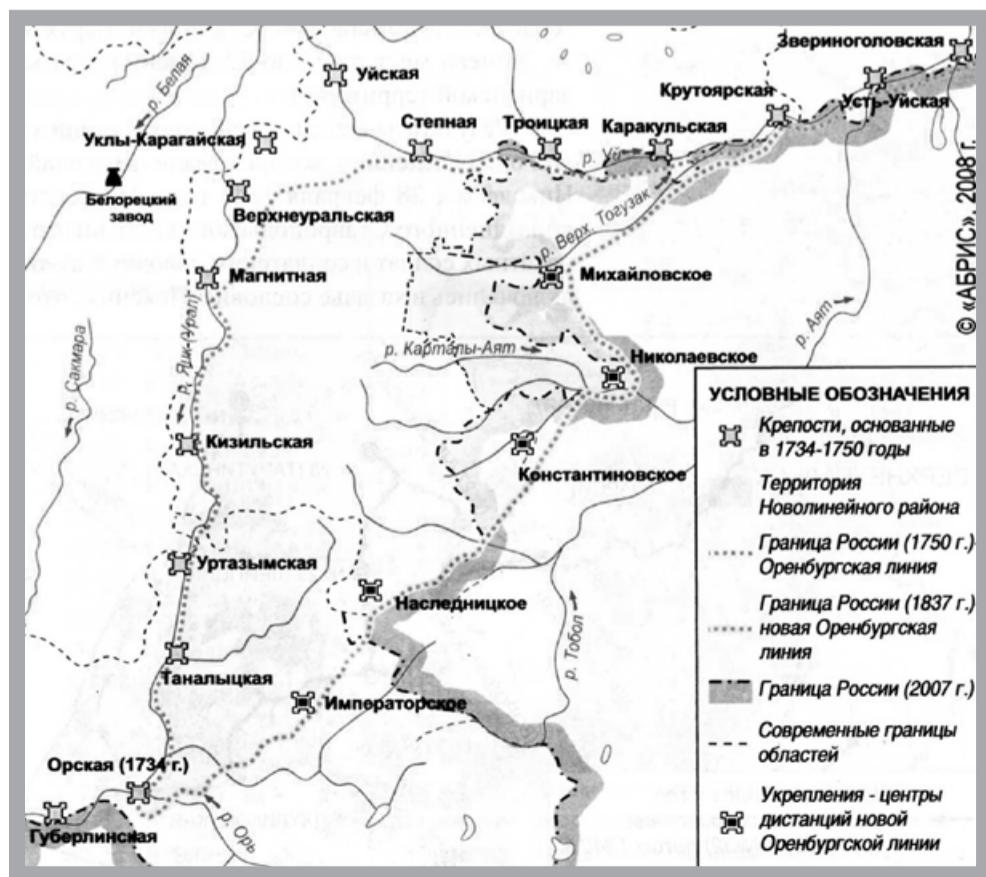 Звериноголовская
Уйская
р. Белая
Крутоярская
Усть-Уйская
Степная
Троицкая
Каракульская
Уклы-Карагайская
р. Уй
Белорецкий
завод
Верхнеуральская
р. Верх. Тогузак
Магнитная
Михайловское
р. Яик (Урал)
р. Сакмара
р. Карталы-Аят
р. Аят
Николаевское
Кизильская
Константиновское
Уртазымская
Наследницкое
р. Тобол
Таналыцкая
Императорское
Орская (1734 г.)
Губерлинская
Орь
© «АБРИС», 2008 г.
УСЛОВНЫЕ ОБОЗНАЧЕНИЯ
Крепости, основанные
в 1734-1750 годы
Территория
Новолинейного района
Граница России (1750 г.)-
Оренбургская линия
Граница России (1837 г.)-
новая Оренбургская
линия
Граница России (2007 г.)
Современные границы
областей
Укрепления - центры
дистанций новой
Оренбургской линии